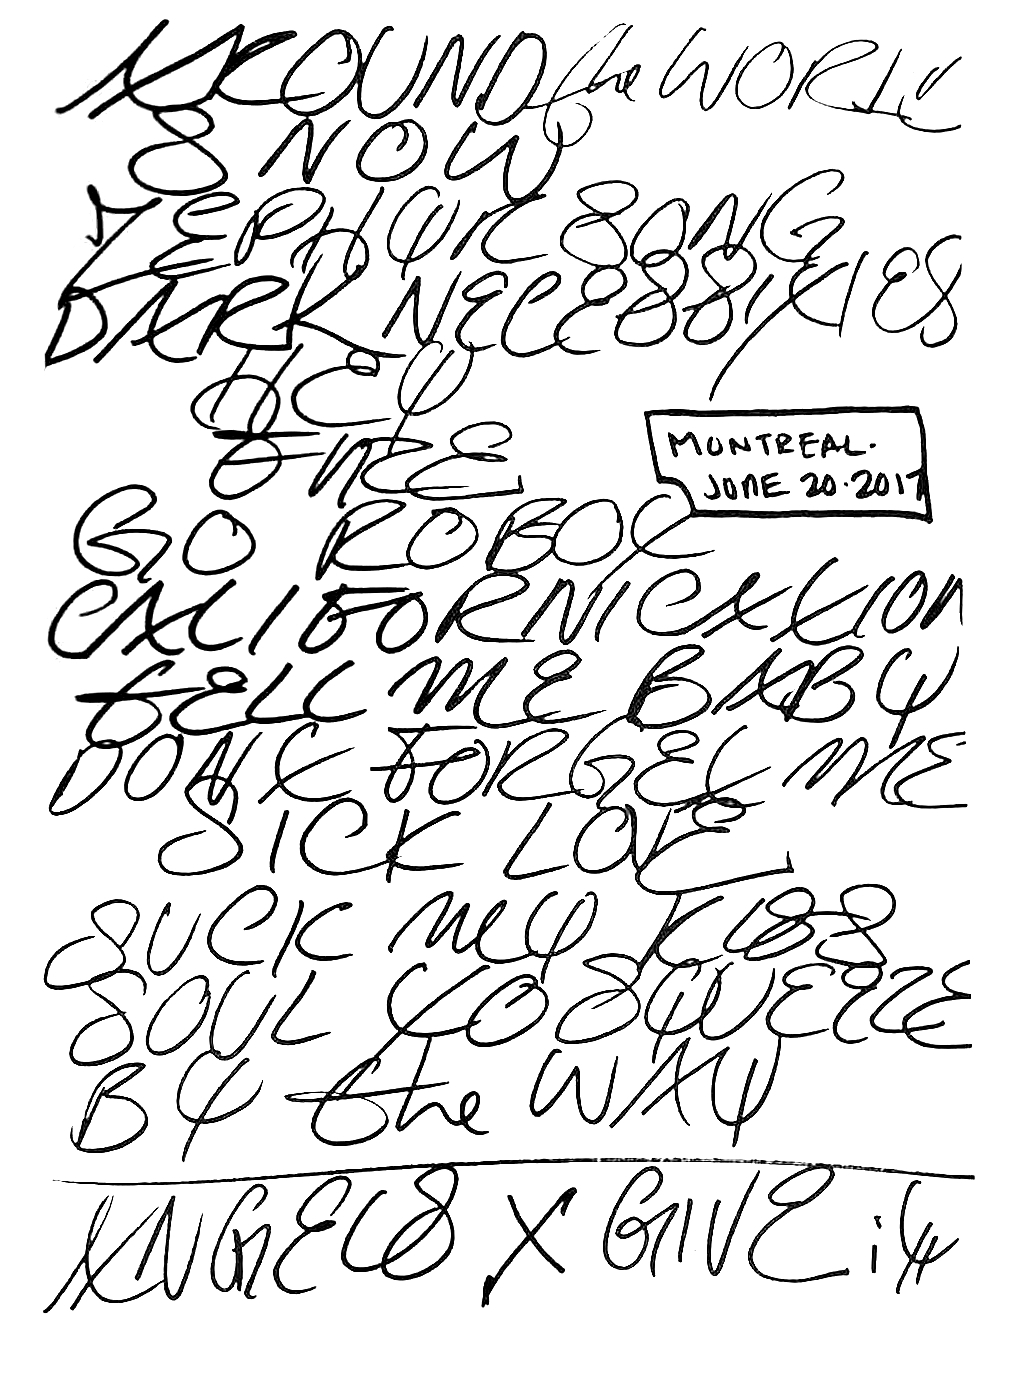 AROUND the WORLD
SNOW
ZEPHYR SONG
DARK NECESSITIES
HEY
FIRE
MONTREAL.
JUNE 20.2017
GO ROBOT
CALIFORNICATION
TELL ME BABY
DONT FORGET ME
SICK LOVE
SUCK MY KISS
SOUL TO SQUEEZE
BY the WAY
ANGELS X GIVE it